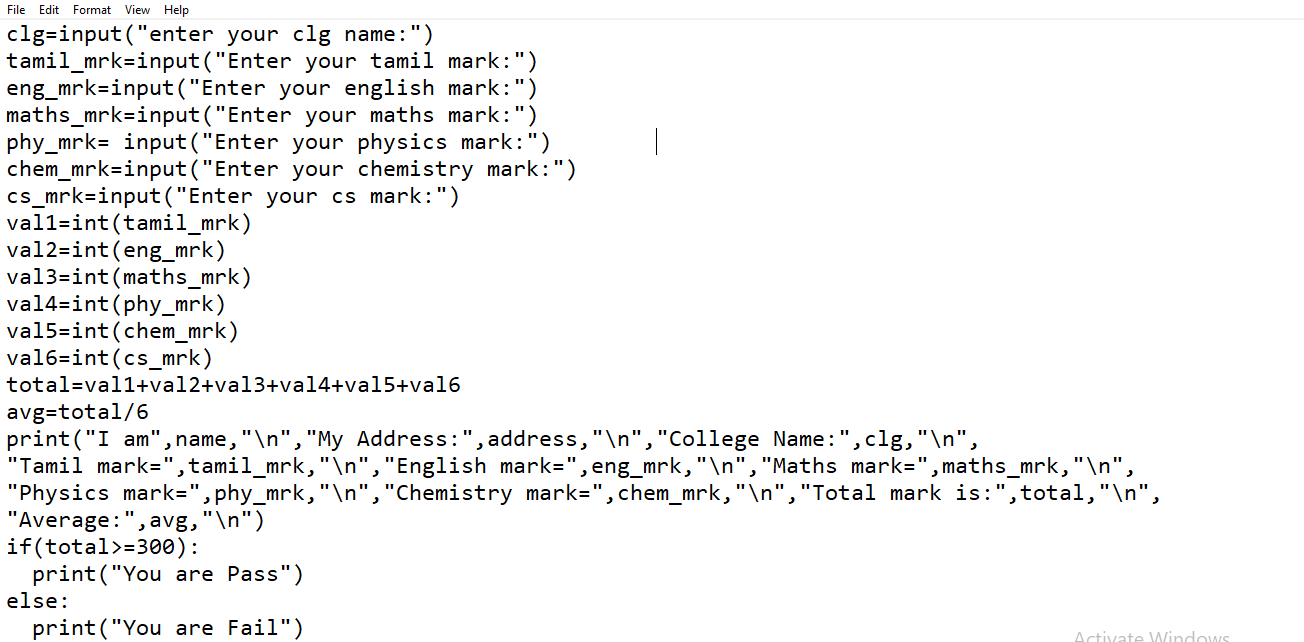 File Edit Format View Help
clg=input("enter your clg name:")
tamil_mrk=input("Enter your tamil mark:")
eng_mrk=input("Enter your english mark:")
maths_mrk=input("Enter your maths mark:")
phy_mrk= input("Enter your physics mark:")
chem_mrk=input("Enter your chemistry mark:")
cs_mrk=input("Enter your cs mark:")
val1=int(tamil_mrk)
val2=int(eng_mrk)
val3=int(maths_mrk)
val4=int(phy_mrk)
val5=int(chem_mrk)
val6=int(cs_mrk)
total=val1+val2+val3+val4+val5+val6
avg=total/6
print("I am",name,"\n","My Address:",address,"\n","College Name:",clg,"\n",
"Tamil mark=",tamil_mrk,"\n","English mark=",eng_mrk,"\n","Maths mark=",maths_mrk,"\n",
"Physics mark=",phy_mrk,"\n","Chemistry mark=",chem_mrk,"\n","Total mark is:",total,"\n",
"Average:",avg,"\n")
if(total>=300):
  print("You are Pass")
else:
  print("You are Fail")
Activate Windows